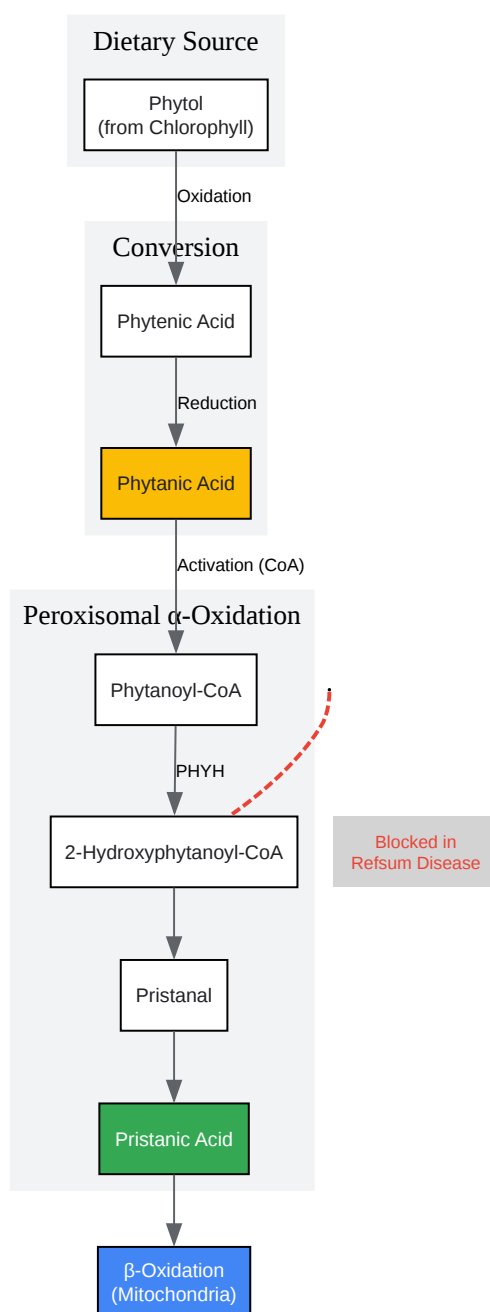 Dietary Source
Phytol
(from Chlorophyll)
Oxidation
Conversion
Phytenic Acid
Reduction
Phytanic Acid
Activation (CoA)
Peroxisomal α-Oxidation
Phytanoyl-CoA
PHYH
2-Hydroxyphytanoyl-CoA
Blocked in
Refsum Disease
Pristanal
Pristanic Acid
β-Oxidation
(Mitochondria)